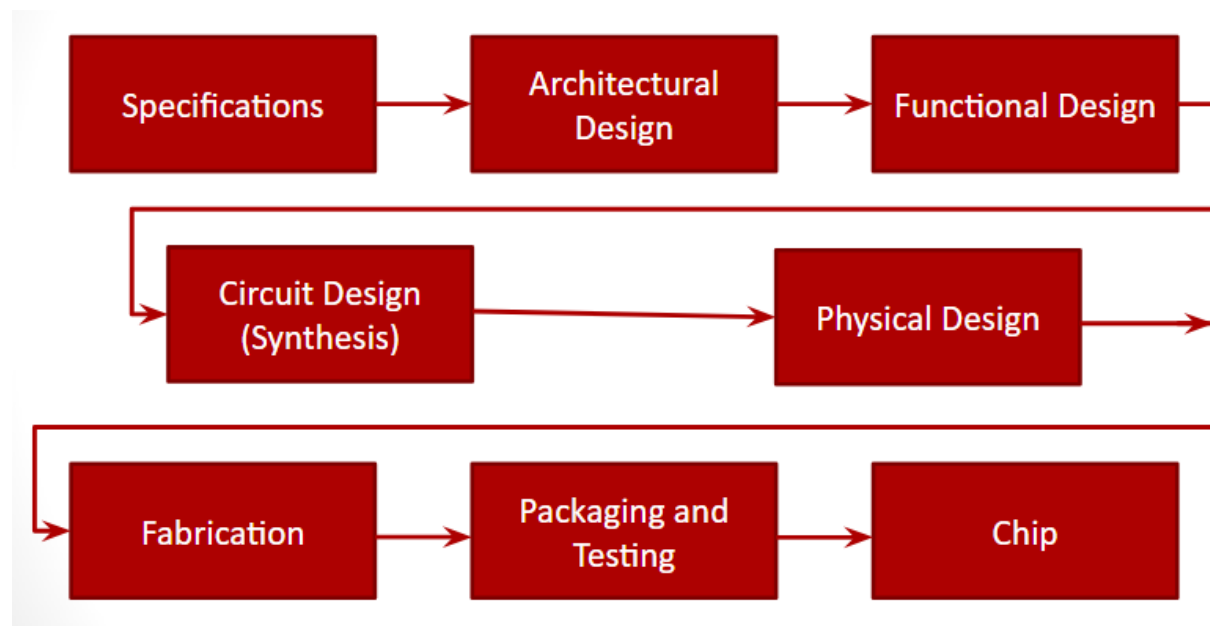 Specifications
Architectural
Design
Functional Design
Circuit Design
(Synthesis)
Physical Design
Fabrication
Packaging and
Testing
Chip